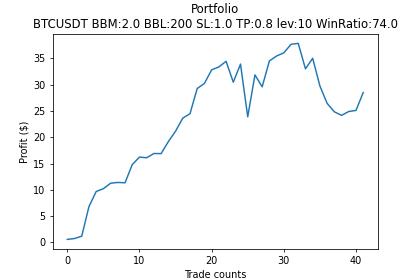 Portfolio
BTCUSDT BBM:2.0 BBL:200 SL:1.0 TP:0.8 lev:10 WinRatio:74.0
35
30
25
20
15
10
5
0
Profit ($)
0 10 20 30 40
Trade counts